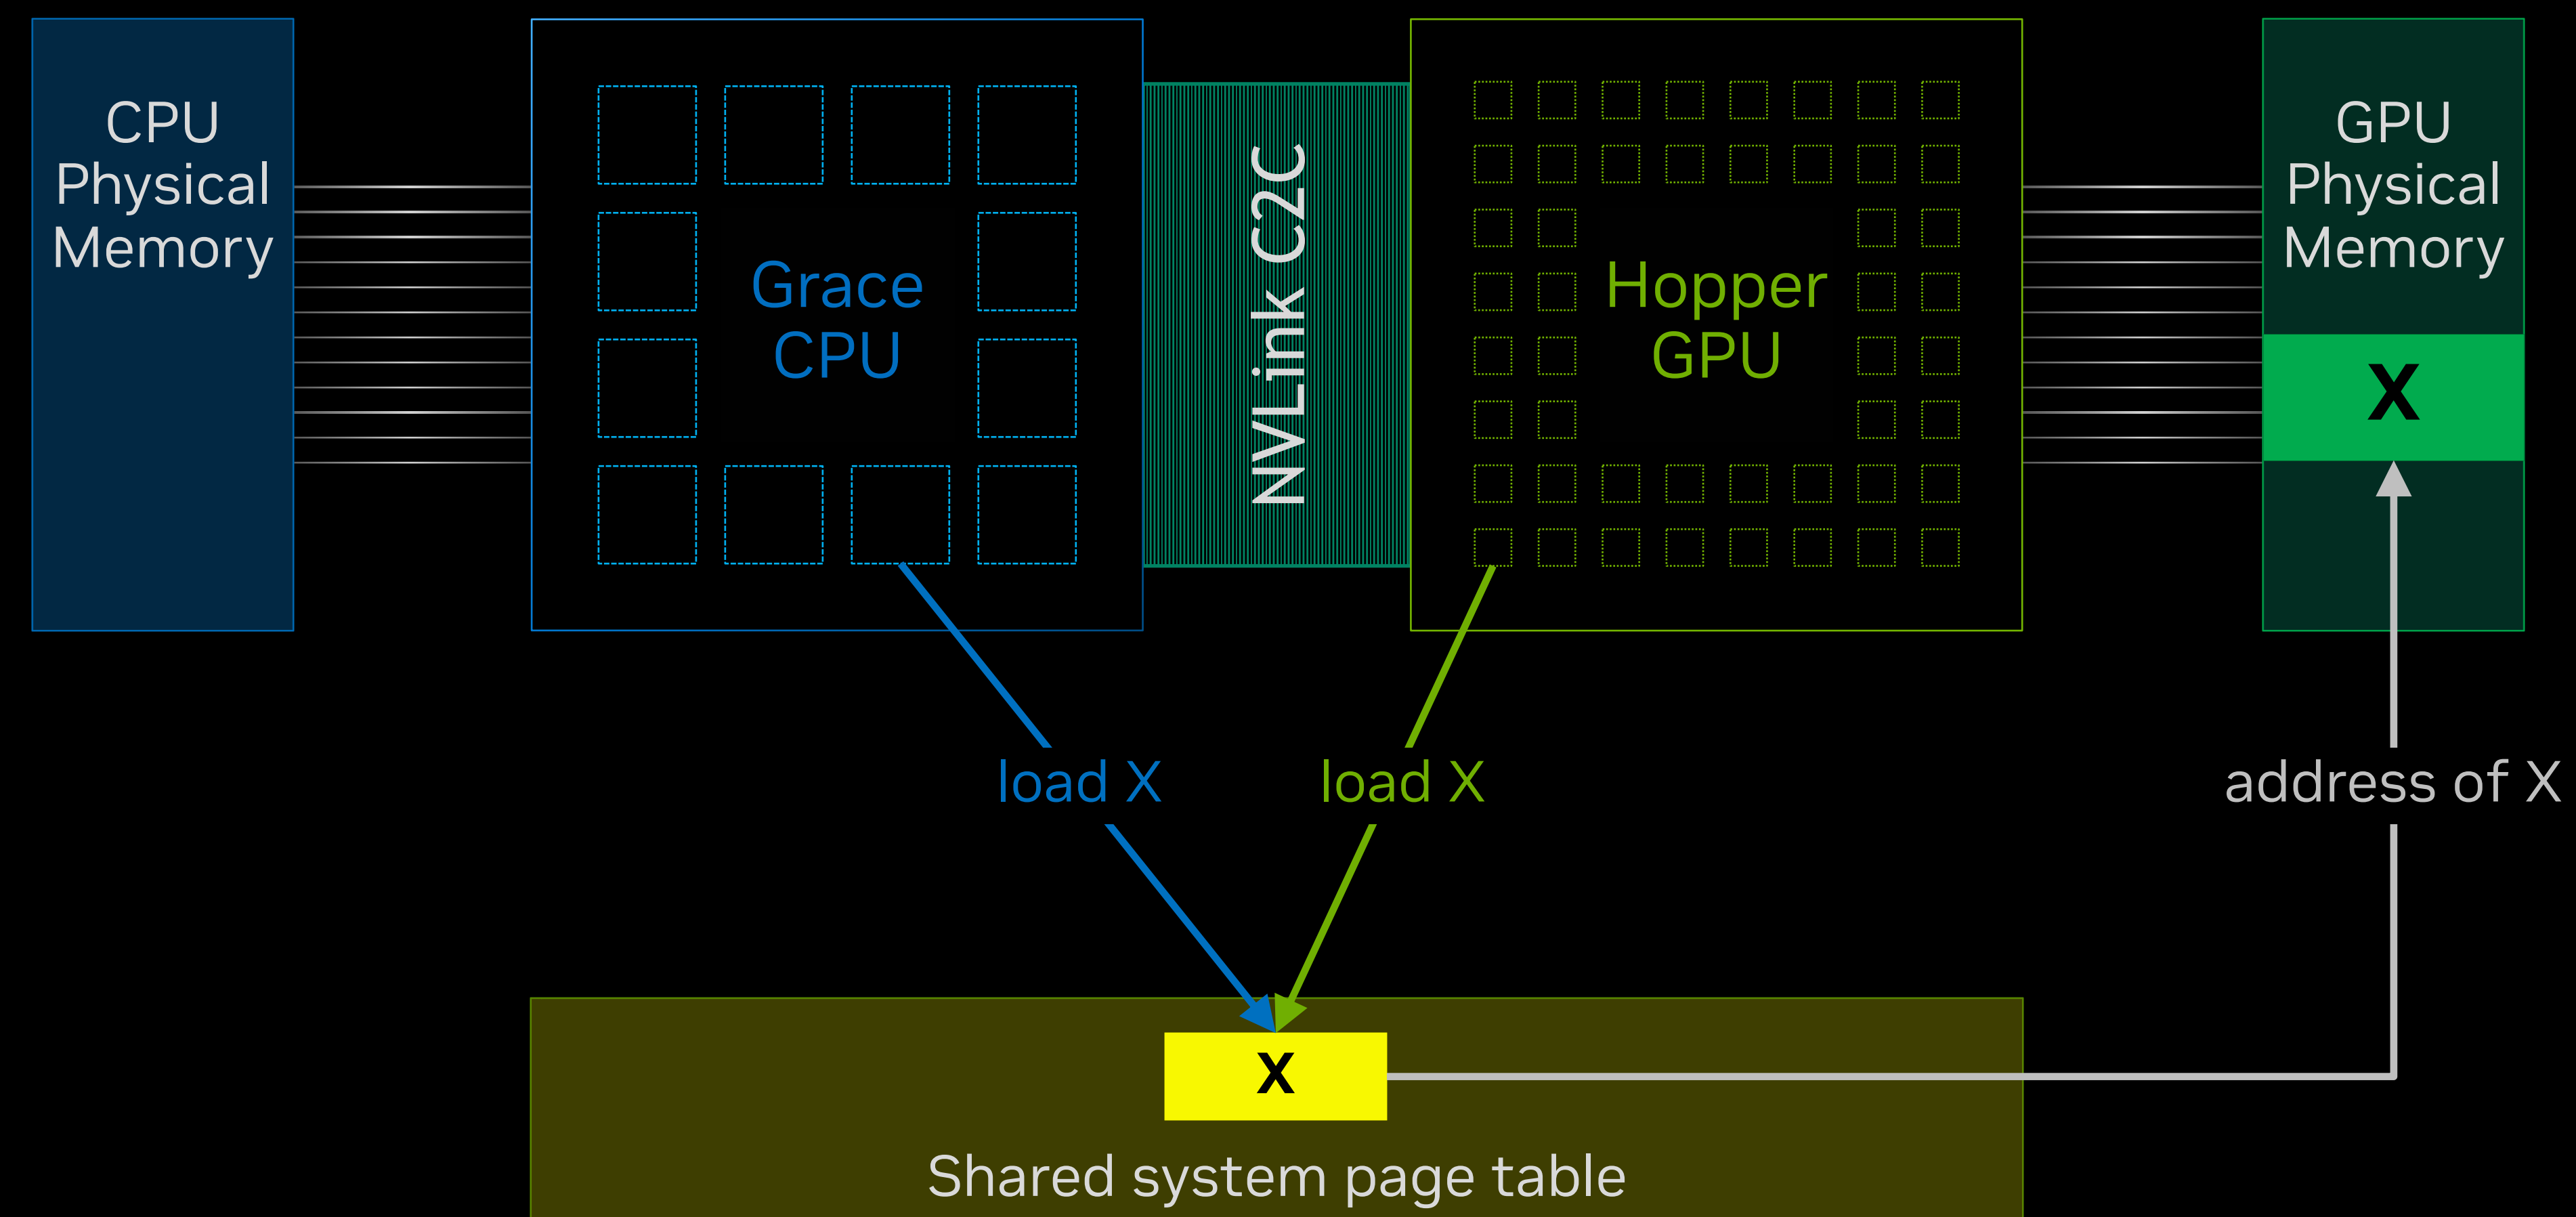 CPU
Physical
Memory
Grace
CPU
NVLink C2C
Hopper
GPU
GPU
Physical
Memory
X
load X
load X
address of X
X
Shared system page table